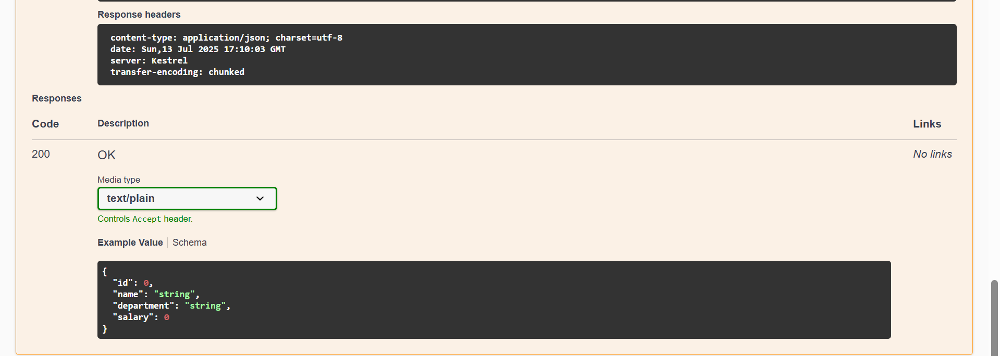 Response headers
content-type: application/json; charset=utf-8
date: Sun,13 Jul 2025 17:10:03 GMT
server: Kestrel
transfer-encoding: chunked
Responses
Code Description Links
200 OK No links
Media type
text/plain
Controls Accept header.
Example Value Schema
{
  "id": 0,
  "name": "string",
  "department": "string",
  "salary": 0
}